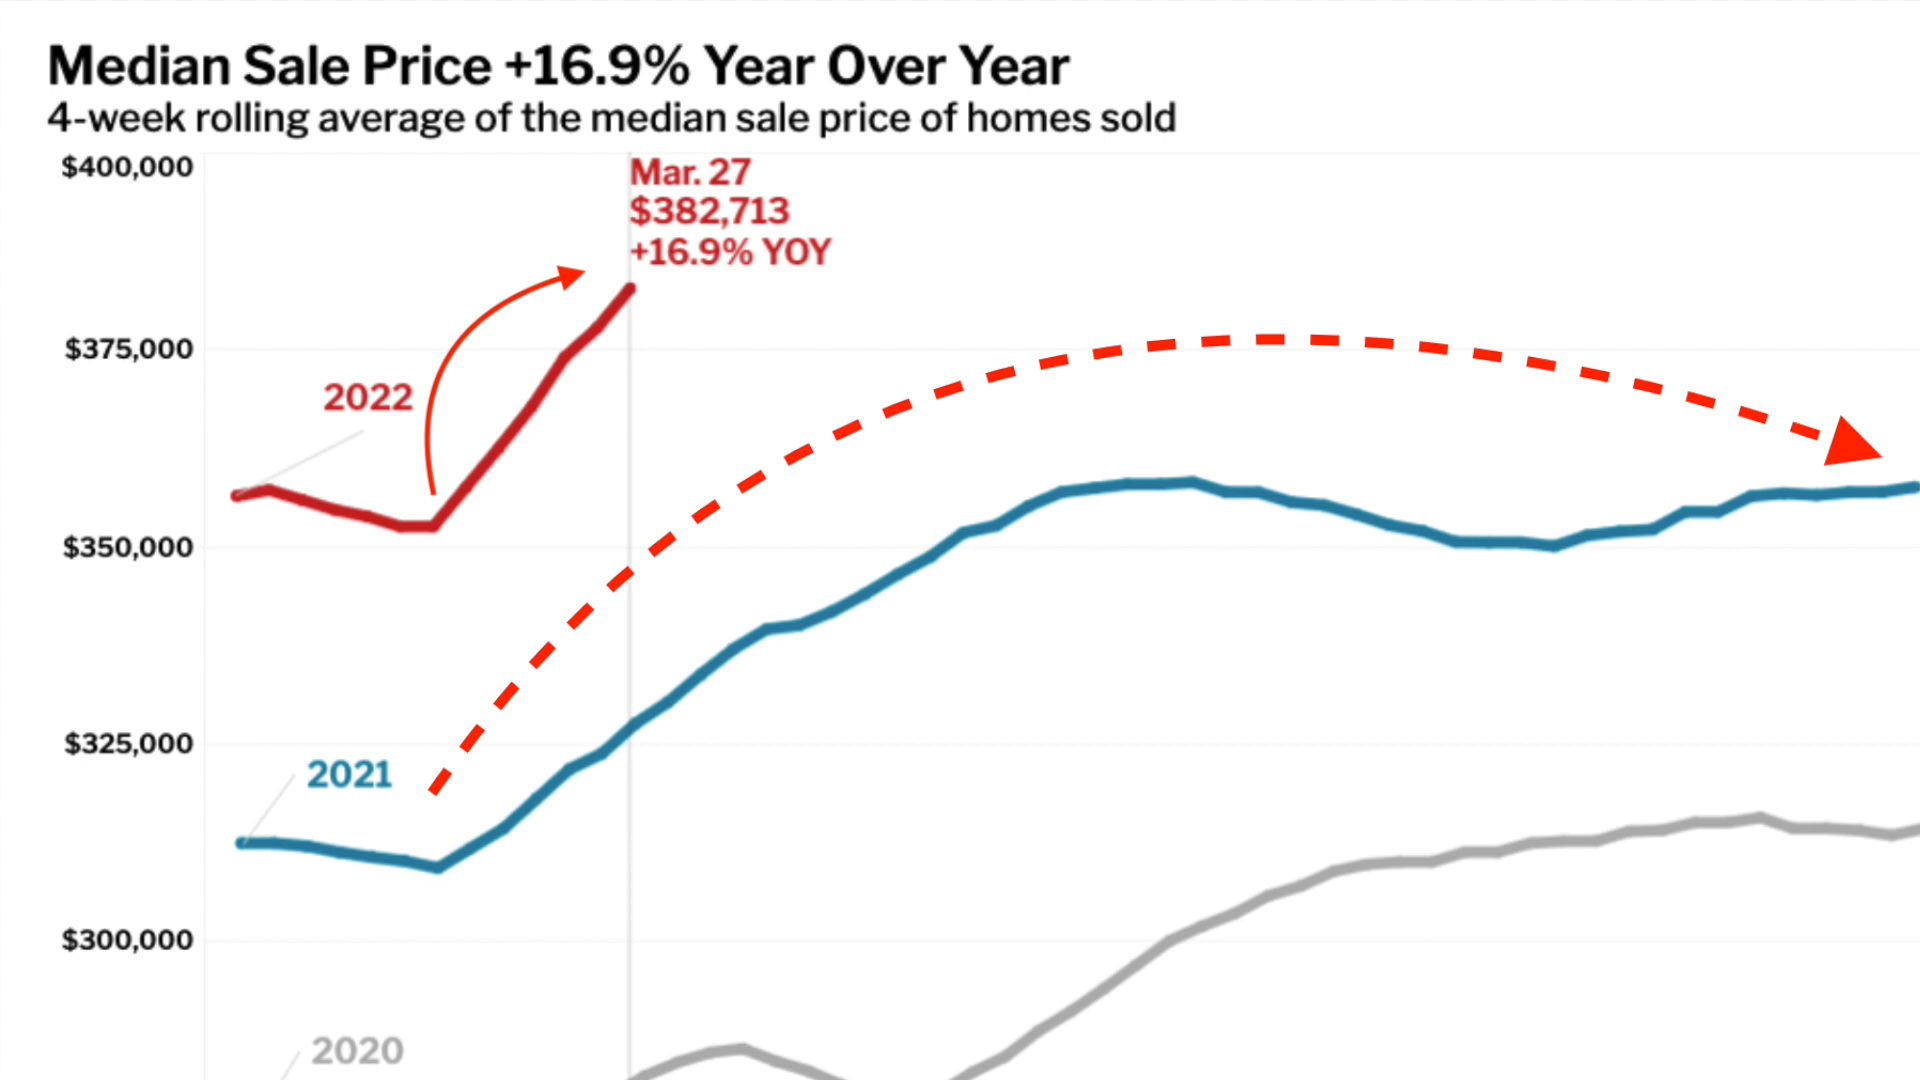 Median Sale Price +16.9% Year Over Year
4-week rolling average of the median sale price of homes sold
$400,000
Mar. 27
$382,713
+16.9% YOY
$375,000
2022
$350,000
$325,000
2021
$300,000
2020